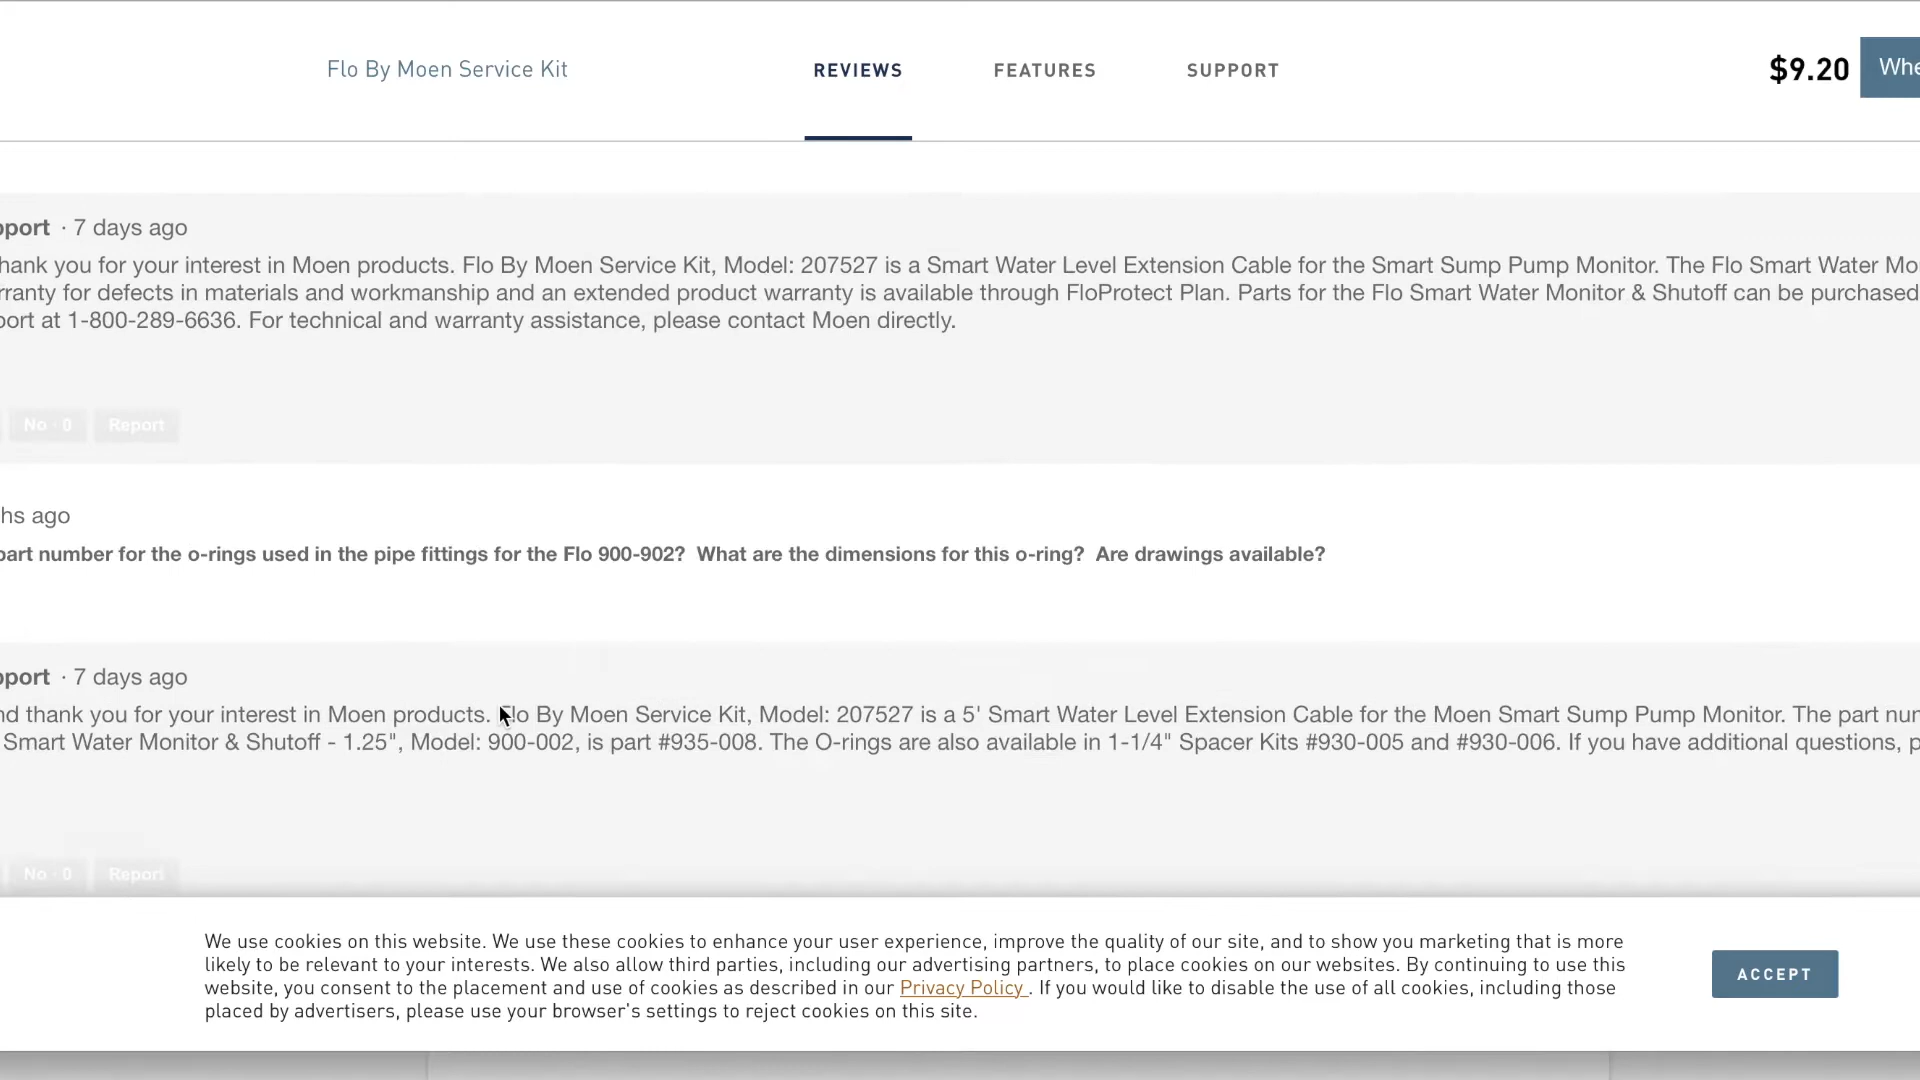 Flo By Moen Service Kit
REVIEWS
FEATURES
SUPPORT
$9.20
pport · 7 days ago
hank you for your interest in Moen products. Flo By Moen Service Kit, Model: 207527 is a Smart Water Level Extension Cable for the Smart Sump Pump Monitor. The Flo Smart Water Mo
rranty for defects in materials and workmanship and an extended product warranty is available through FloProtect Plan. Parts for the Flo Smart Water Monitor & Shutoff can be purchased
port at 1-800-289-6636. For technical and warranty assistance, please contact Moen directly.
No · 0
Report
hs ago
part number for the o-rings used in the pipe fittings for the Flo 900-902? What are the dimensions for this o-ring? Are drawings available?
pport · 7 days ago
nd thank you for your interest in Moen products. Flo By Moen Service Kit, Model: 207527 is a 5' Smart Water Level Extension Cable for the Moen Smart Sump Pump Monitor. The part num
Smart Water Monitor & Shutoff - 1.25", Model: 900-002, is part #935-008. The O-rings are also available in 1-1/4" Spacer Kits #930-005 and #930-006. If you have additional questions, p
No · 0
Report
We use cookies on this website. We use these cookies to enhance your user experience, improve the quality of our site, and to show you marketing that is more
likely to be relevant to your interests. We also allow third parties, including our advertising partners, to place cookies on our websites. By continuing to use this
website, you consent to the placement and use of cookies as described in our Privacy Policy . If you would like to disable the use of all cookies, including those
placed by advertisers, please use your browser's settings to reject cookies on this site.
ACCEPT